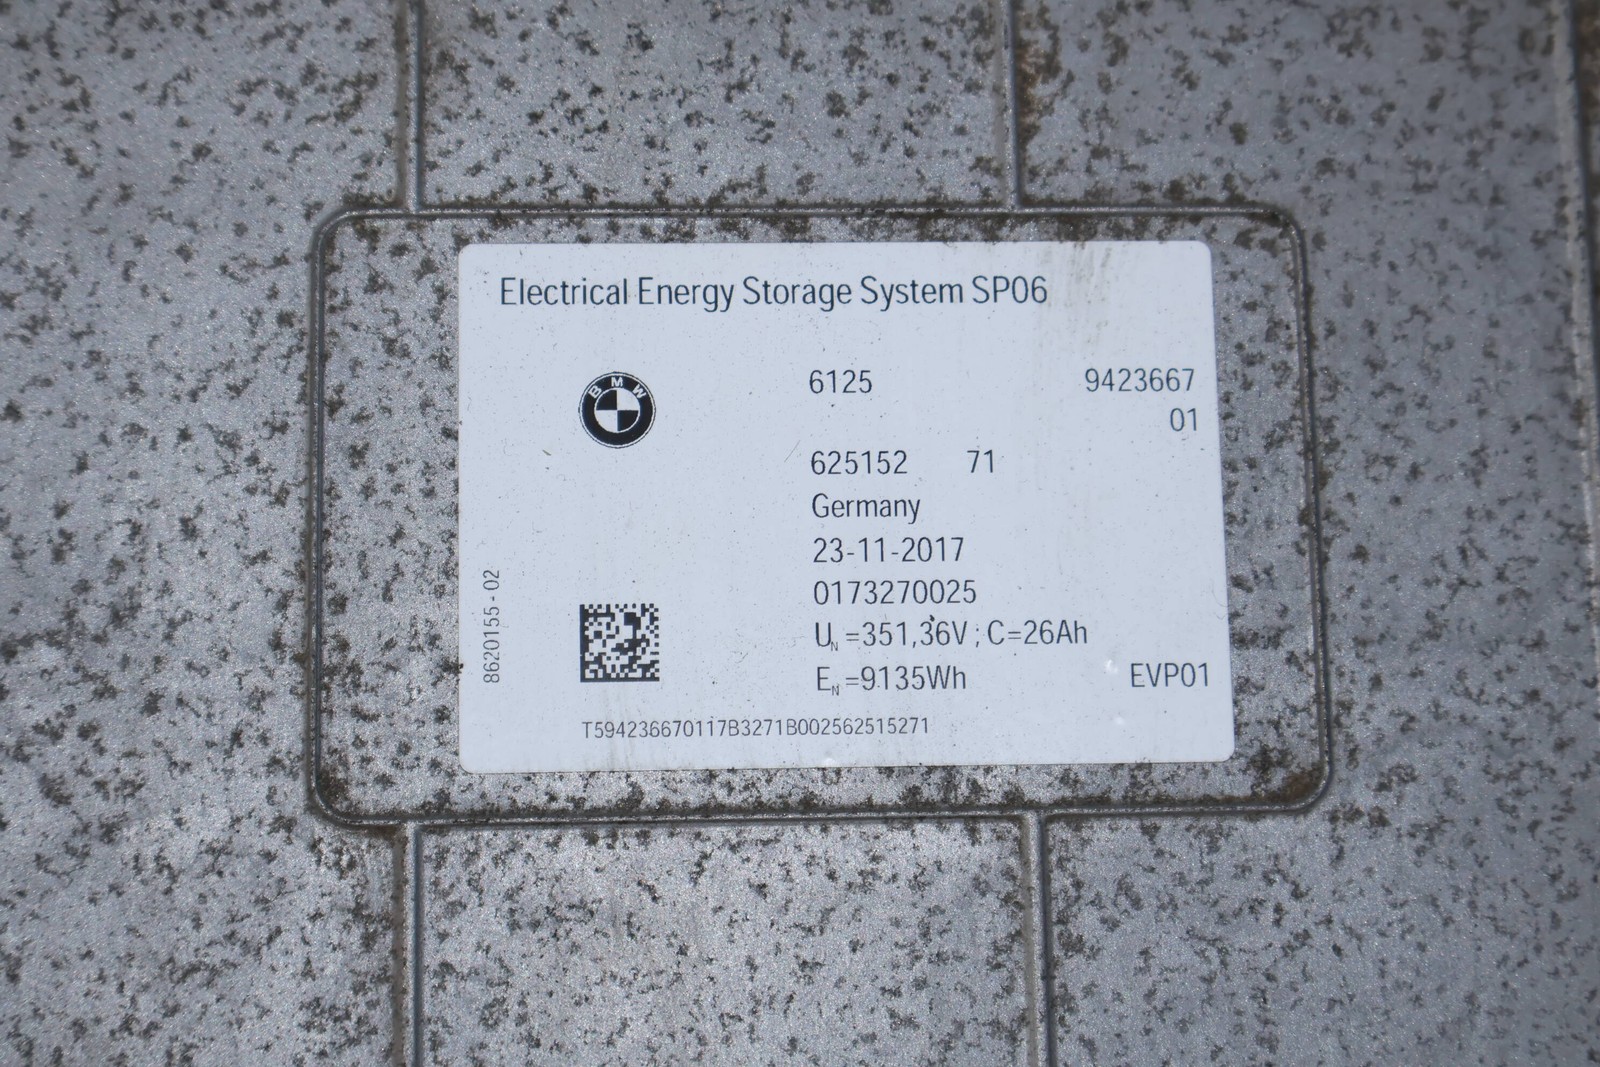 Electrical Energy Storage System SP06
BMW
6125 9423667
01
625152 71
Germany
23-11-2017
0173270025
UN =351,36V ; C=26Ah
EN =9135Wh EVP01
8620155 - 02
T594236670117B3271B002562515271